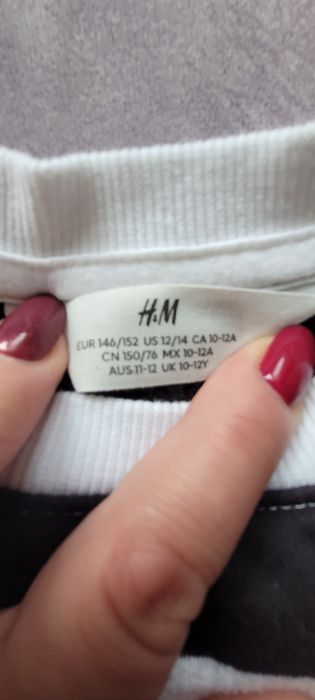 H&M
EUR 146/152 US 12/14 CA 10-12A
CN 150/76 MX 10-12A
AUS.11-12 UK 10-12Y